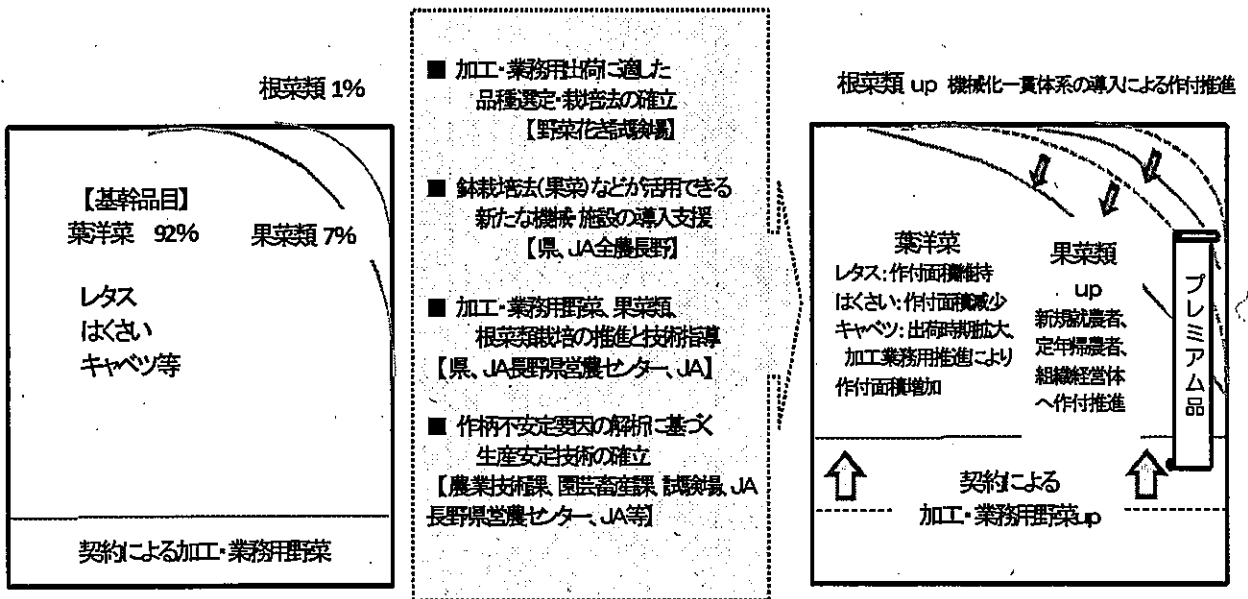 根菜類 1%
【基幹品目】
葉洋菜 92%
果菜類 7%
レタス
はくさい
キャベツ等
契約による加工・業務用野菜
■ 加工・業務用出荷に適した
品種選定・栽培法の確立
【野菜花き試験場】
■ 鉢栽培法(果菜)などが活用できる
新たな機械・施設の導入支援
【県、JA全農長野】
■ 加工・業務用野菜、果菜類、
根菜類栽培の推進と技術指導
【県、JA長野県営農センター、JA】
■ 作柄不安定要因の解析に基づく
生産安定技術の確立
【農業技術課、園芸畜産課、試験場、JA
長野県営農センター、JA等】
根菜類 up 機械化一貫体系の導入による作付推進
葉洋菜
レタス:作付面積維持
はくさい:作付面積減少
キャベツ:出荷時期拡大、
加工業務用推進により
作付面積増加
果菜類
up
新規就農者、
定年帰農者、
組織経営体
へ作付推進
プレミアム品
契約による
加工・業務用野菜up